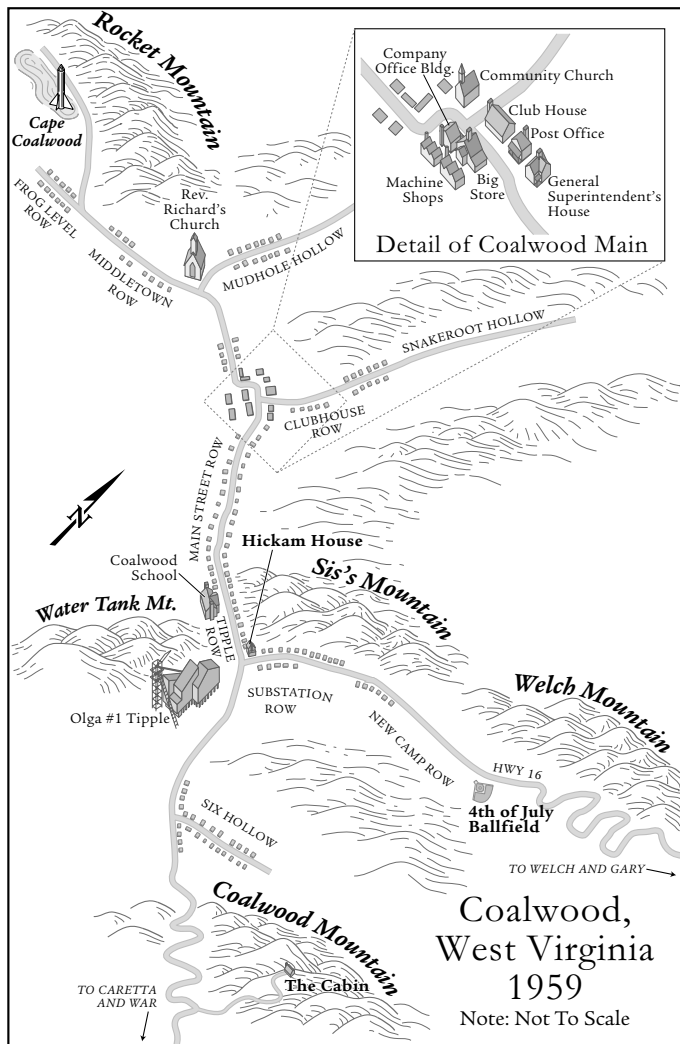 Rocket Mountain
Cape
Coalwood
FROG LEVEL
ROW
MIDDLETOWN
ROW
Rev.
Richard's
Church
MUDHOLE HOLLOW
Company
Office Bldg.
Community Church
Club House
Post Office
General
Superintendent's
House
Big
Store
Machine
Shops
Detail of Coalwood Main
SNAKEROOT HOLLOW
CLUBHOUSE
ROW
N
MAIN STREET ROW
Hickam House
Coalwood
School
Sis's Mountain
Water Tank Mt.
TIPPLE
ROW
Olga #1 Tipple
SUBSTATION
ROW
Welch Mountain
NEW CAMP ROW
HWY 16
4th of July
Ballfield
SIX HOLLOW
TO WELCH AND GARY
Coalwood Mountain
The Cabin
TO CARETTA
AND WAR
Coalwood,
West Virginia
1959
Note: Not To Scale